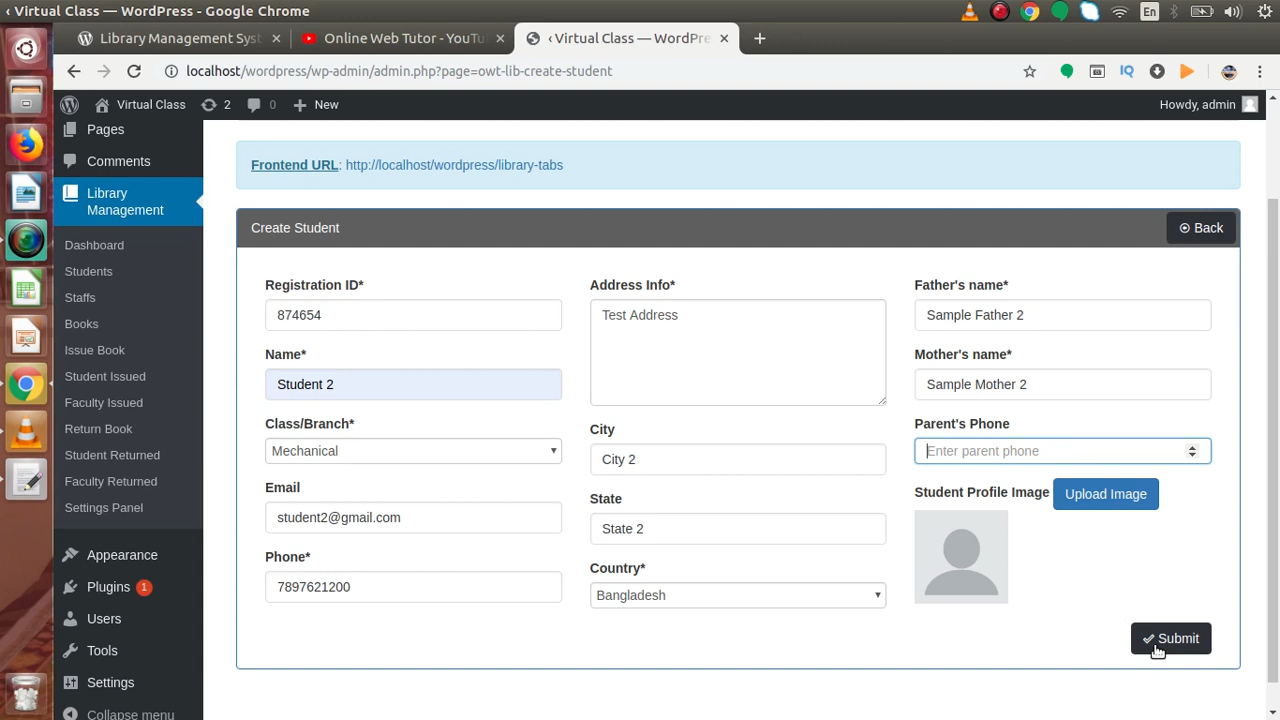 ‹ Virtual Class — WordPress - Google Chrome
En
Library Management Syst
Online Web Tutor - YouTu
‹ Virtual Class — WordPre
localhost/wordpress/wp-admin/admin.php?page=owt-lib-create-student
IQ
Virtual Class
2
0
New
Howdy, admin
Pages
Comments
Library
Management
Dashboard
Students
Staffs
Books
Issue Book
Student Issued
Faculty Issued
Return Book
Student Returned
Faculty Returned
Settings Panel
Appearance
Plugins 1
Users
Tools
Settings
Collapse menu
Frontend URL: http://localhost/wordpress/library-tabs
Create Student
Back
Registration ID*
874654
Name*
Student 2
Class/Branch*
Mechanical
Email
student2@gmail.com
Phone*
7897621200
Address Info*
Test Address
City
City 2
State
State 2
Country*
Bangladesh
Father's name*
Sample Father 2
Mother's name*
Sample Mother 2
Parent's Phone
Enter parent phone
Student Profile Image
Upload Image
Submit